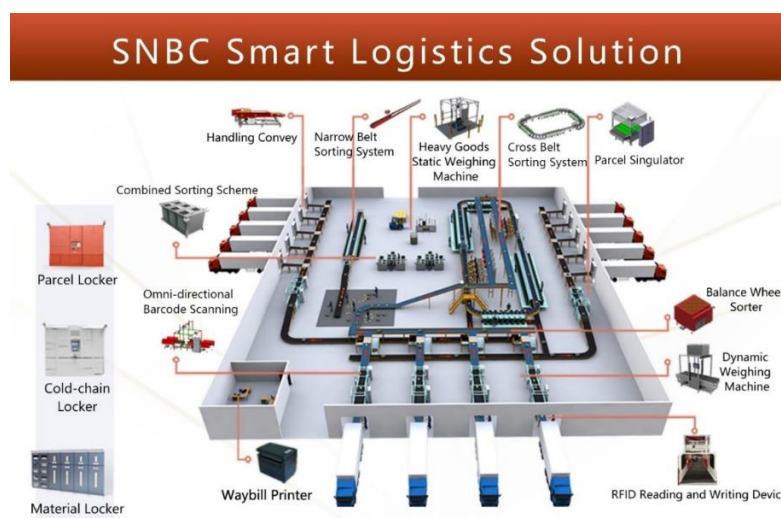 SNBC Smart Logistics Solution
Handling Convey
Narrow Belt
Sorting System
Heavy Goods
Static Weighing
Machine
Cross Belt
Sorting System
Parcel Singulator
Combined Sorting Scheme
Parcel Locker
Omni-directional
Barcode Scanning
Balance Whee
Sorter
Cold-chain
Locker
Dynamic
Weighing
Machine
Material Locker
Waybill Printer
RFID Reading and Writing Devic